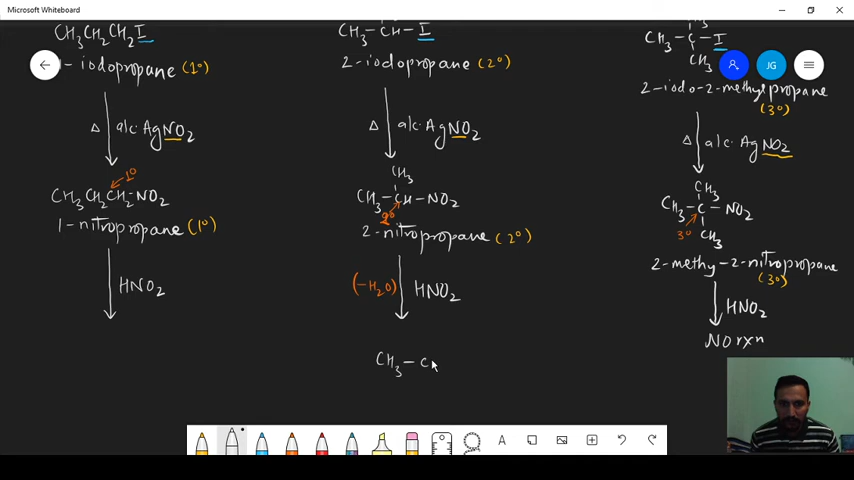 Microsoft Whiteboard
CH3CH2CH2I
CH3-CH-I
CH3-C-I
CH3
1-iodopropane (1°)
2-iodopropane (2°)
JG
2-iodo-2-methylpropane
(3°)
Δ alc. AgNO2
Δ alc. AgNO2
Δ alc. AgNO2
1°
CH3CH2CH2-NO2
CH3
CH3-CH-NO2
2°
CH3
CH3-C-NO2
3° CH3
1-nitropropane (1°)
2-nitropropane (2°)
2-methy-2-nitropropane
(3°)
HNO2
(-H2O) HNO2
HNO2
NO rxn
CH3-C